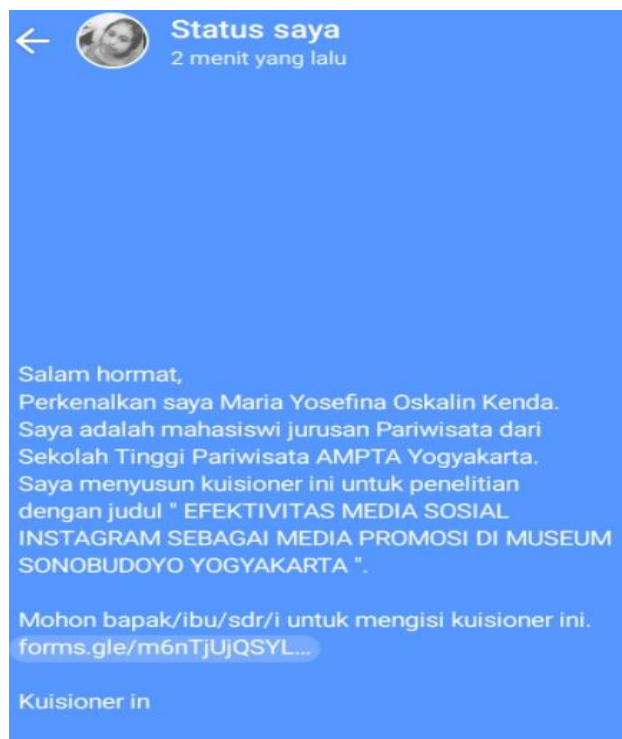 Status saya
2 menit yang lalu
Salam hormat,
Perkenalkan saya Maria Yosefina Oskalin Kenda.
Saya adalah mahasiswi jurusan Pariwisata dari
Sekolah Tinggi Pariwisata AMPTA Yogyakarta.
Saya menyusun kuisioner ini untuk penelitian
dengan judul " EFEKTIVITAS MEDIA SOSIAL
INSTAGRAM SEBAGAI MEDIA PROMOSI DI MUSEUM
SONOBUDOYO YOGYAKARTA ".
Mohon bapak/ibu/sdr/i untuk mengisi kuisioner ini.
forms.gle/m6nTjUjQSYL...
Kuisioner in